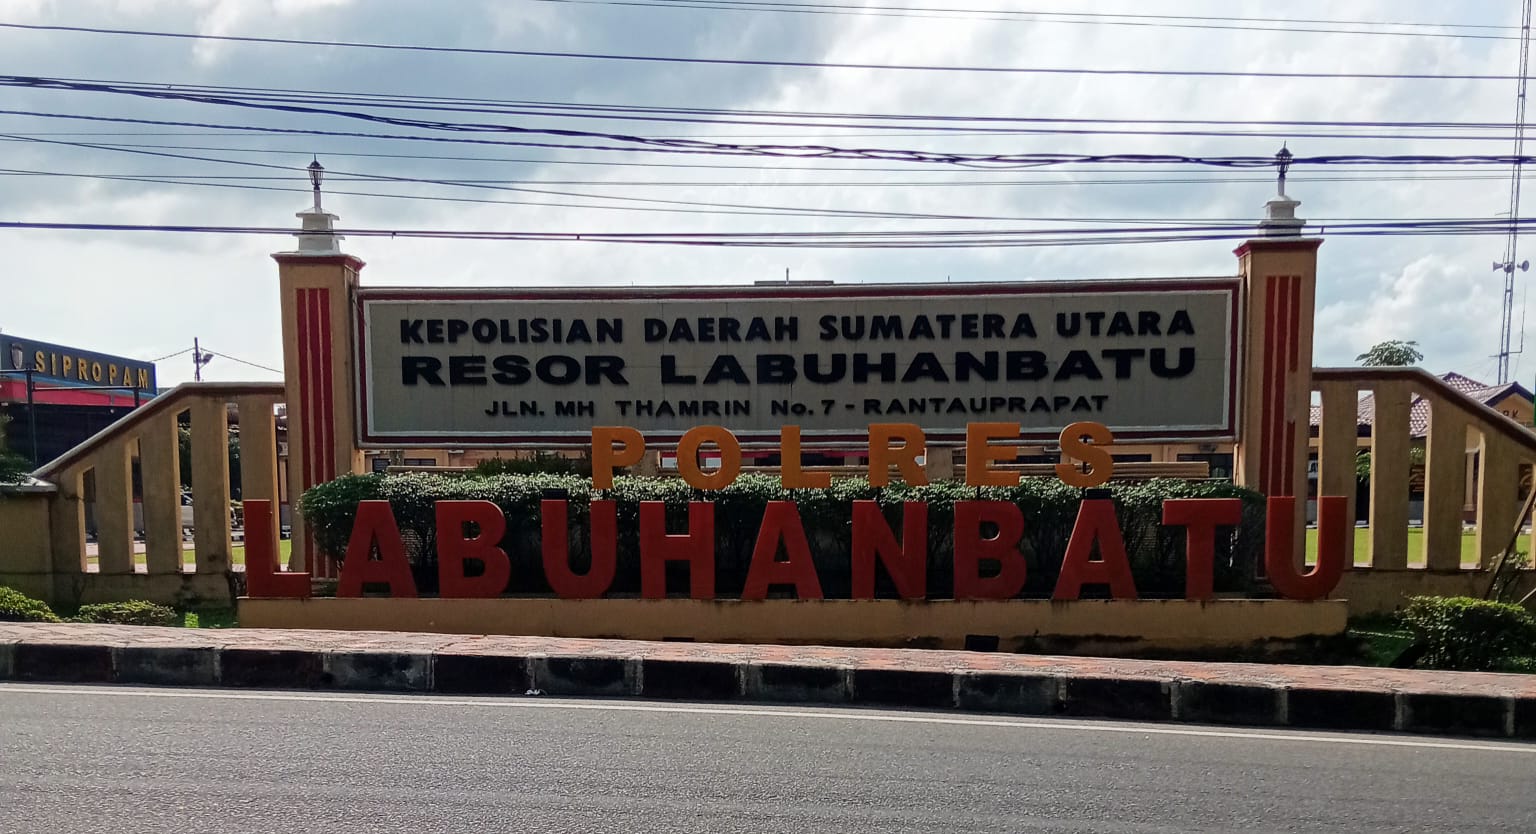 KEPOLISIAN DAERAH SUMATERA UTARA
RESOR LABUHANBATU
JLN. MH THAMRIN No. 7 - RANTAUPRAPAT
POLRES
LABUHANBATU
SIPROPAM